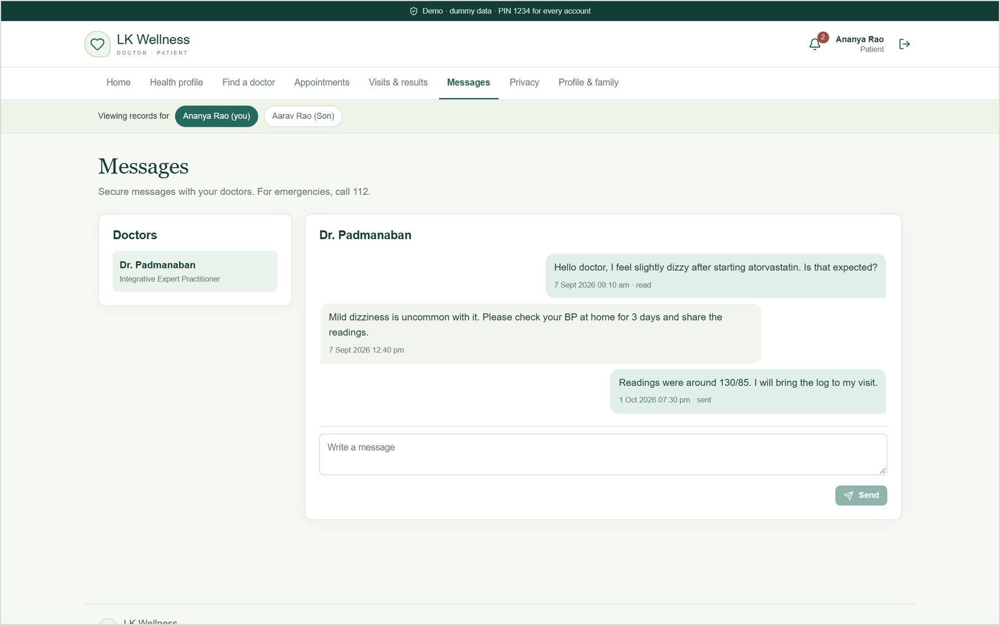 Demo · dummy data · PIN 1234 for every account
LK Wellness
DOCTOR · PATIENT
2
Ananya Rao
Patient
Home
Health profile
Find a doctor
Appointments
Visits & results
Messages
Privacy
Profile & family
Viewing records for
Ananya Rao (you)
Aarav Rao (Son)
Messages
Secure messages with your doctors. For emergencies, call 112.
Doctors
Dr. Padmanaban
Integrative Expert Practitioner
Dr. Padmanaban
Hello doctor, I feel slightly dizzy after starting atorvastatin. Is that expected?
7 Sept 2026 09:10 am · read
Mild dizziness is uncommon with it. Please check your BP at home for 3 days and share the
readings.
7 Sept 2026 12:40 pm
Readings were around 130/85. I will bring the log to my visit.
1 Oct 2026 07:30 pm · sent
Write a message
Send
LK Wellness